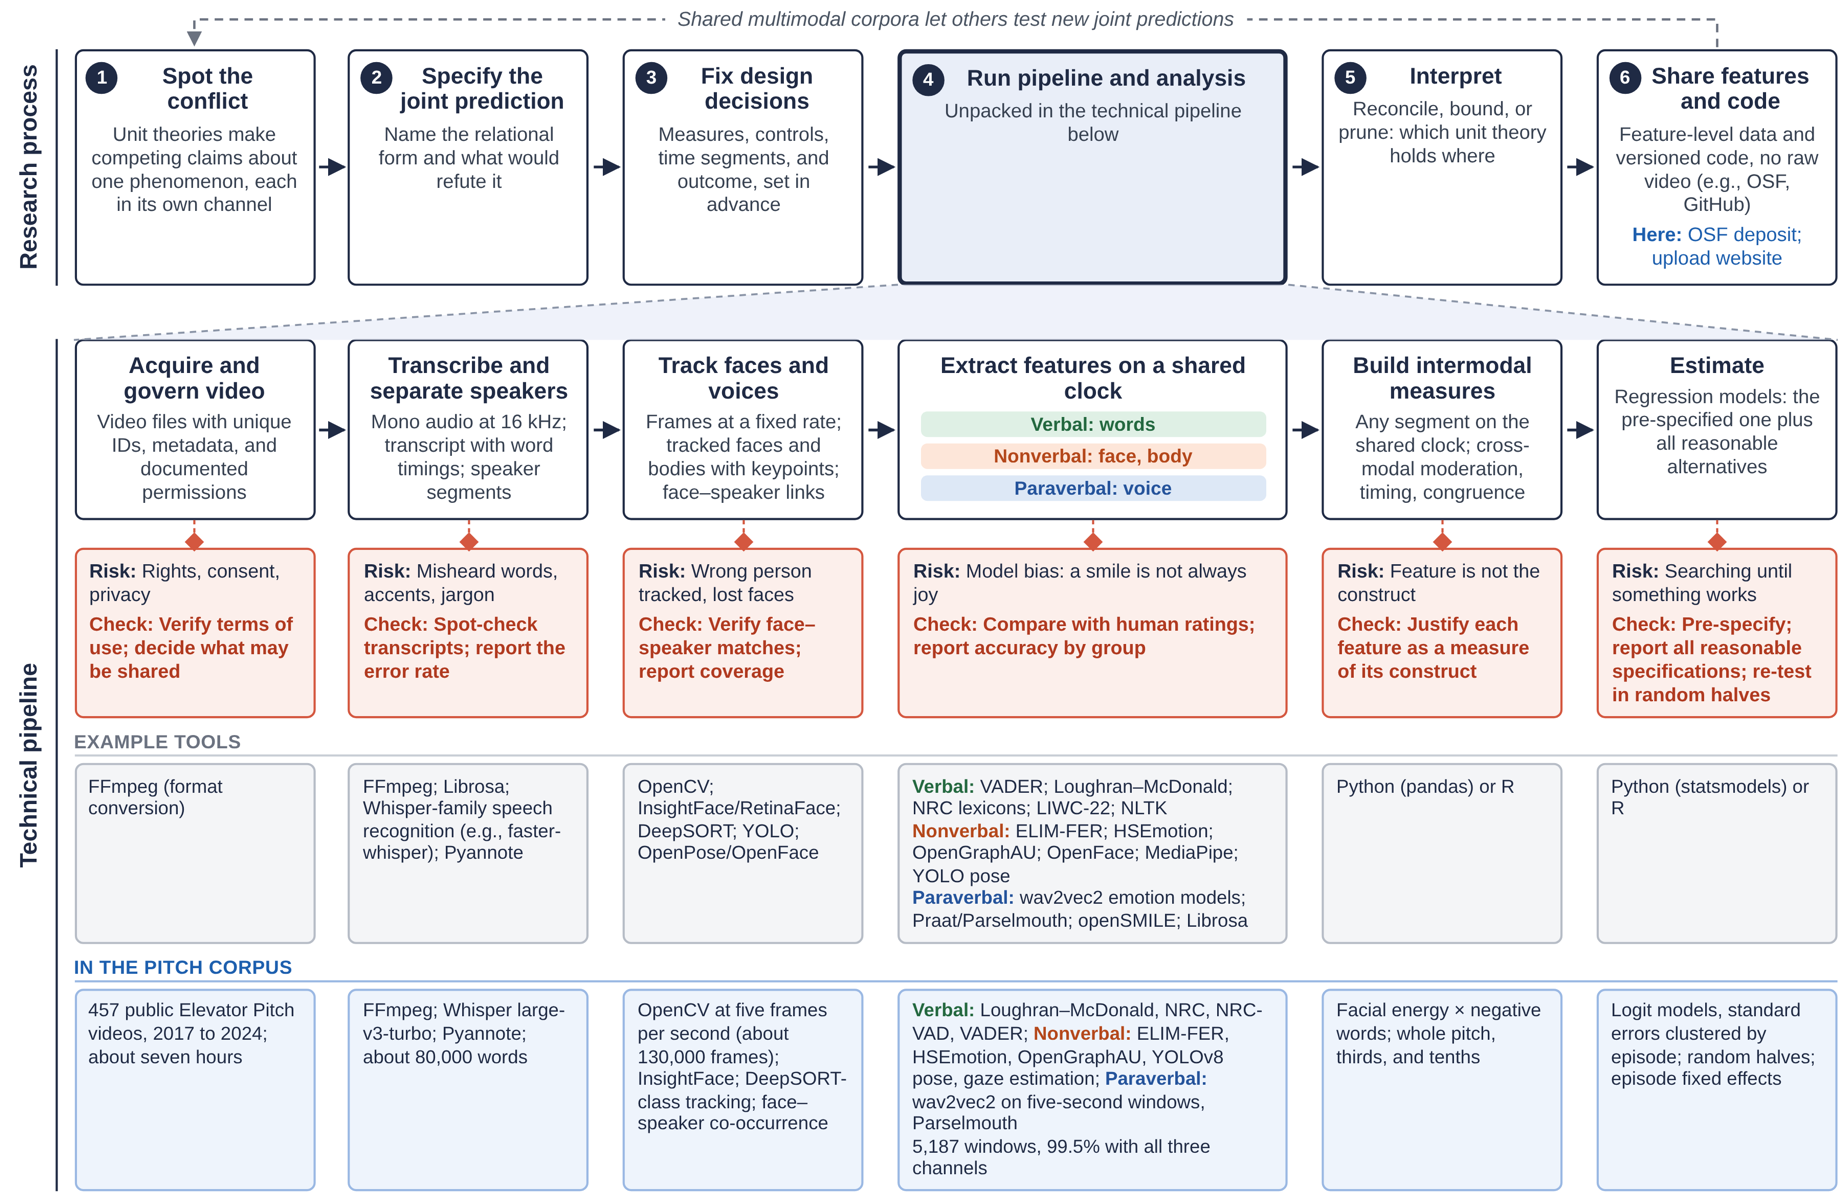 Shared multimodal corpora let others test new joint predictions
Research process
1
Spot the
conflict
Unit theories make
competing claims about
one phenomenon, each
in its own channel
2
Specify the
joint prediction
Name the relational
form and what would
refute it
3
Fix design
decisions
Measures, controls,
time segments, and
outcome, set in
advance
4
Run pipeline and analysis
Unpacked in the technical pipeline
below
5
Interpret
Reconcile, bound, or
prune: which unit theory
holds where
6
Share features
and code
Feature-level data and
versioned code, no raw
video (e.g., OSF,
GitHub)
Here: OSF deposit;
upload website
Technical pipeline
Acquire and
govern video
Video files with unique
IDs, metadata, and
documented
permissions
Transcribe and
separate speakers
Mono audio at 16 kHz;
transcript with word
timings; speaker
segments
Track faces and
voices
Frames at a fixed rate;
tracked faces and
bodies with keypoints;
face–speaker links
Extract features on a shared
clock
Verbal: words
Nonverbal: face, body
Paraverbal: voice
Build intermodal
measures
Any segment on the
shared clock; cross-
modal moderation,
timing, congruence
Estimate
Regression models: the
pre-specified one plus
all reasonable
alternatives
Risk: Rights, consent,
privacy
Check: Verify terms of
use; decide what may
be shared
Risk: Misheard words,
accents, jargon
Check: Spot-check
transcripts; report the
error rate
Risk: Wrong person
tracked, lost faces
Check: Verify face–
speaker matches;
report coverage
Risk: Model bias: a smile is not always
joy
Check: Compare with human ratings;
report accuracy by group
Risk: Feature is not the
construct
Check: Justify each
feature as a measure
of its construct
Risk: Searching until
something works
Check: Pre-specify;
report all reasonable
specifications; re-test
in random halves
EXAMPLE TOOLS
FFmpeg (format
conversion)
FFmpeg; Librosa;
Whisper-family speech
recognition (e.g., faster-
whisper); Pyannote
OpenCV;
InsightFace/RetinaFace;
DeepSORT; YOLO;
OpenPose/OpenFace
Verbal: VADER; Loughran–McDonald;
NRC lexicons; LIWC-22; NLTK
Nonverbal: ELIM-FER; HSEmotion;
OpenGraphAU; OpenFace; MediaPipe;
YOLO pose
Paraverbal: wav2vec2 emotion models;
Praat/Parselmouth; openSMILE; Librosa
Python (pandas) or R
Python (statsmodels) or
R
IN THE PITCH CORPUS
457 public Elevator Pitch
videos, 2017 to 2024;
about seven hours
FFmpeg; Whisper large-
v3-turbo; Pyannote;
about 80,000 words
OpenCV at five frames
per second (about
130,000 frames);
InsightFace; DeepSORT-
class tracking; face–
speaker co-occurrence
Verbal: Loughran–McDonald, NRC, NRC-
VAD, VADER; Nonverbal: ELIM-FER,
HSEmotion, OpenGraphAU, YOLOv8
pose, gaze estimation; Paraverbal:
wav2vec2 on five-second windows,
Parselmouth
5,187 windows, 99.5% with all three
channels
Facial energy × negative
words; whole pitch,
thirds, and tenths
Logit models, standard
errors clustered by
episode; random halves;
episode fixed effects